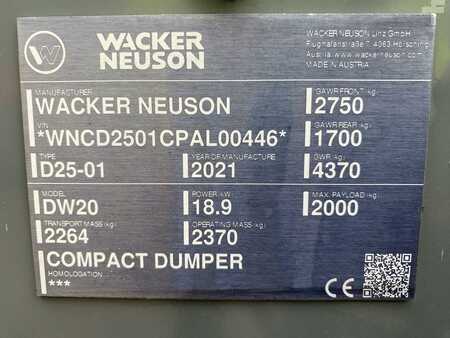 WACKER
NEUSON
WACKER NEUSON Linz GmbH
Flughafenstraße 7, 4063 Hörsching
Austria, www.wackerneuson.com
MADE IN AUSTRIA
MANUFACTURER
WACKER NEUSON
GAWR FRONT (kg)
2750
VIN
*WNCD2501CPAL00446*
GAWR REAR (kg)
1700
TYPE
D25-01
YEAR OF MANUFACTURE
2021
GWR (kg)
4370
MODEL
DW20
POWER (kW)
18.9
MAX. PAYLOAD (kg)
2000
TRANSPORT MASS (kg)
2264
OPERATING MASS (kg)
2370
COMPACT DUMPER
HOMOLOGATION
***
CE